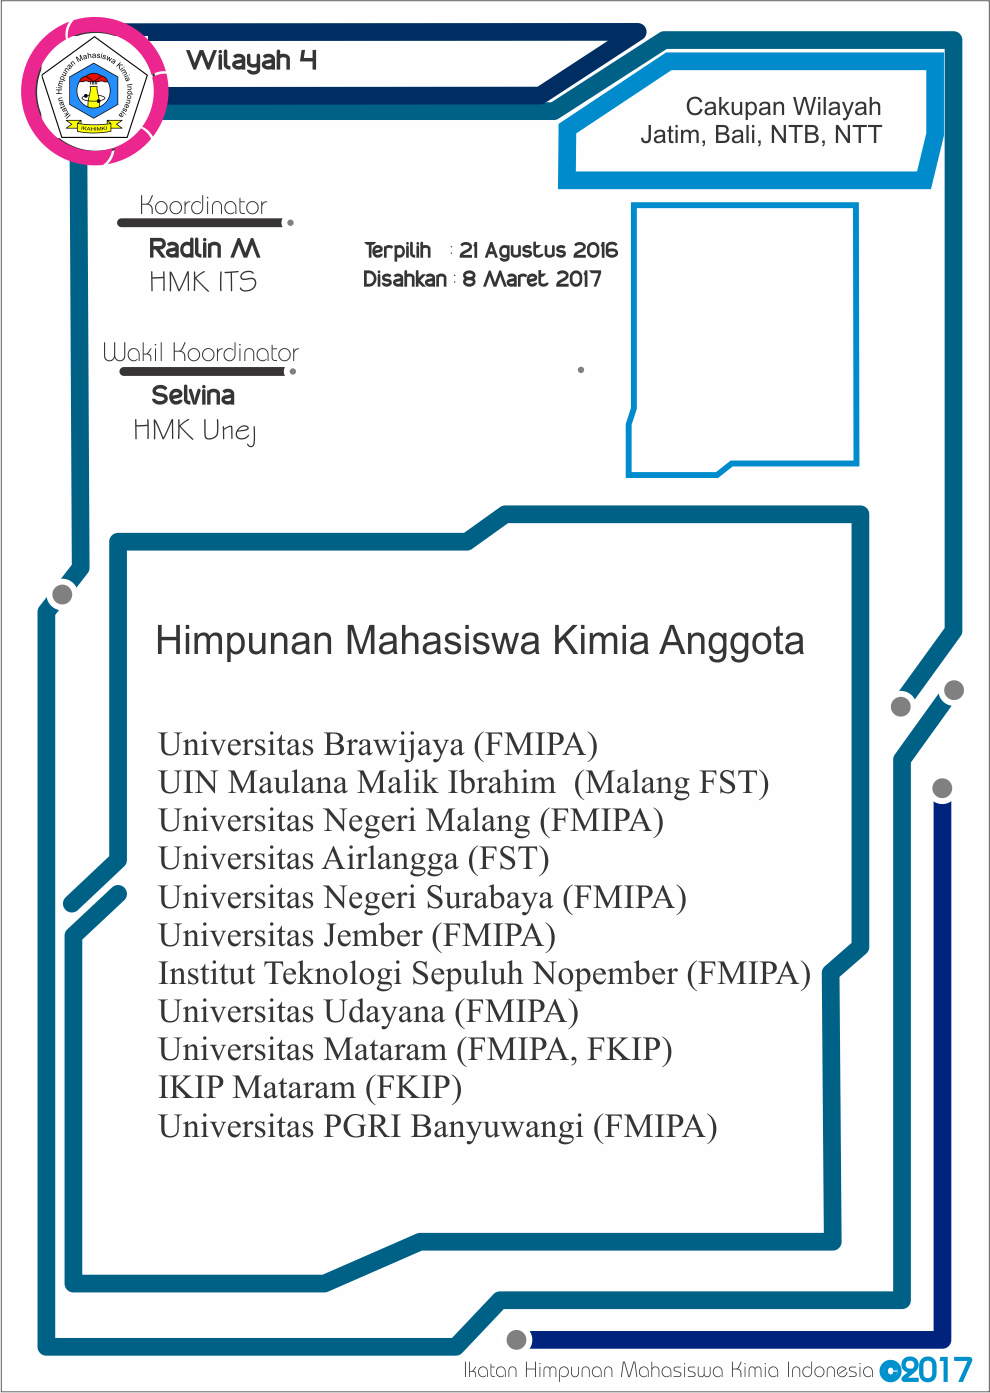 Ikatan Himpunan Mahasiswa Kimia Indonesia
IKAHIMKI
Wilayah 4
Cakupan Wilayah
Jatim, Bali, NTB, NTT
Koordinator
Radlin M
HMK ITS
Terpilih : 21 Agustus 2016
Disahkan : 8 Maret 2017
Wakil Koordinator
Selvina
HMK Unej
Himpunan Mahasiswa Kimia Anggota
Universitas Brawijaya (FMIPA)
UIN Maulana Malik Ibrahim (Malang FST)
Universitas Negeri Malang (FMIPA)
Universitas Airlangga (FST)
Universitas Negeri Surabaya (FMIPA)
Universitas Jember (FMIPA)
Institut Teknologi Sepuluh Nopember (FMIPA)
Universitas Udayana (FMIPA)
Universitas Mataram (FMIPA, FKIP)
IKIP Mataram (FKIP)
Universitas PGRI Banyuwangi (FMIPA)
Ikatan Himpunan Mahasiswa Kimia Indonesia ©2017